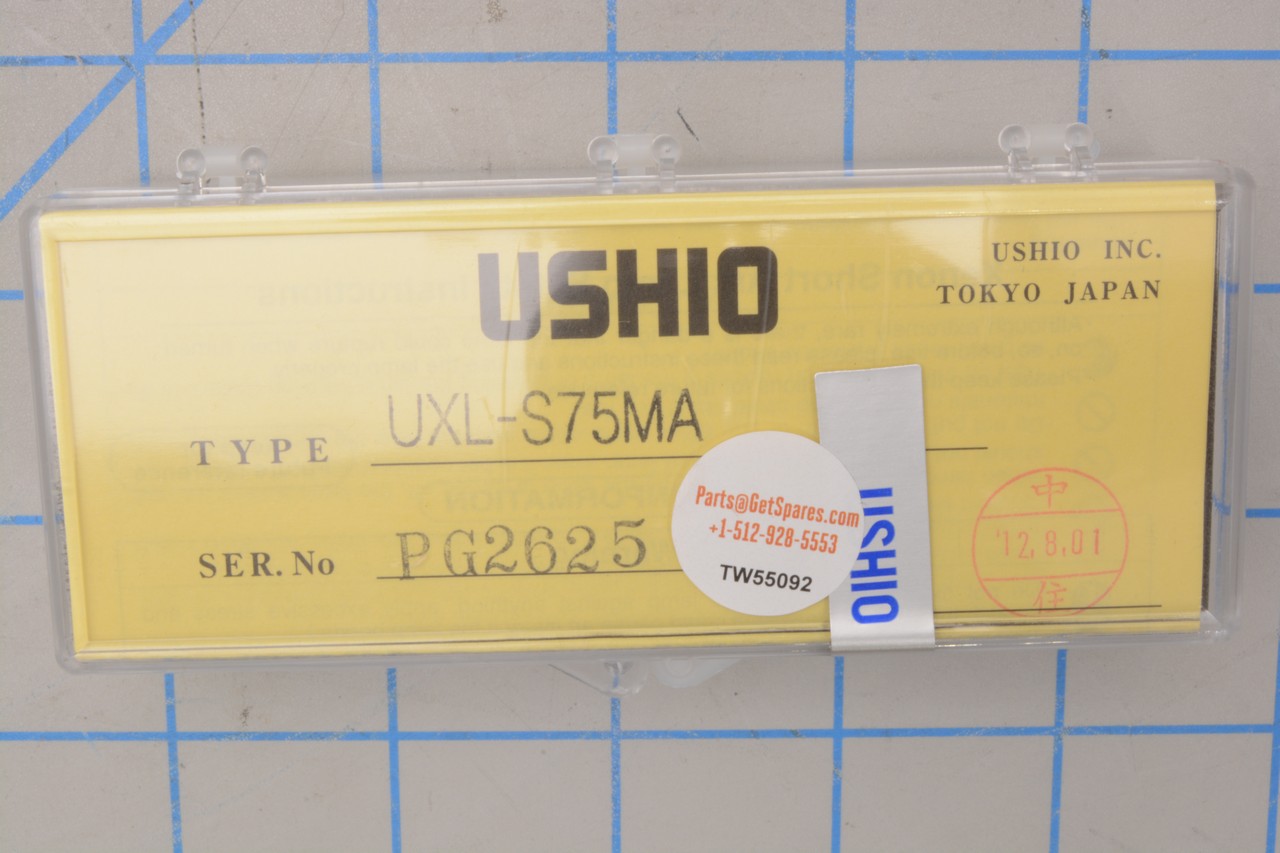 USHIO
USHIO INC.
TOKYO JAPAN
TYPE UXL-S75MA
SER. No PG2625
Parts@GetSpares.com
+1-512-928-5553
TW55092
USHIO
中
'12.8.01
住